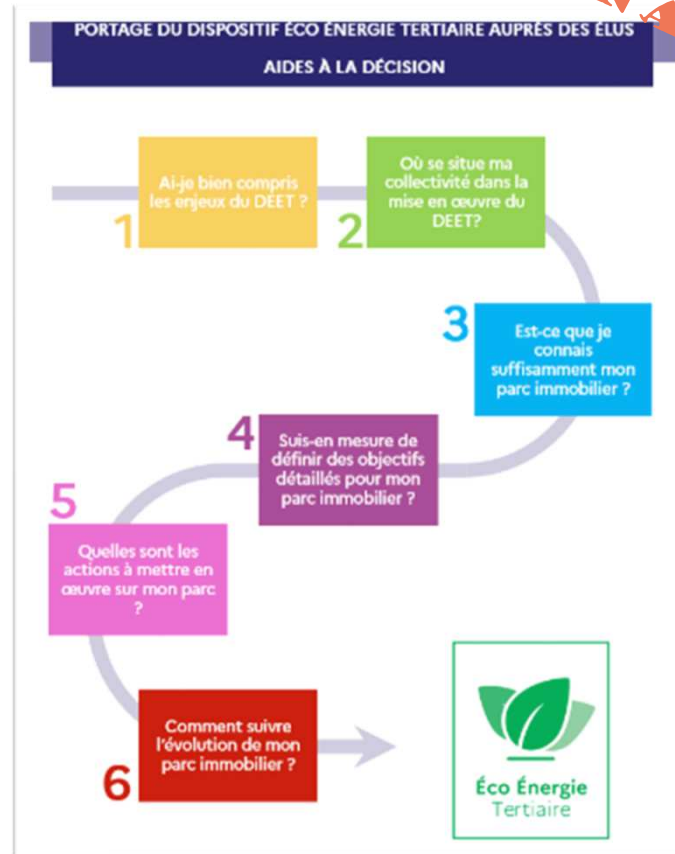 PORTAGE DU DISPOSITIF ÉCO ÉNERGIE TERTIAIRE AUPRÈS DES ÉLUS
AIDES À LA DÉCISION
1
Ai-je bien compris
les enjeux du DEET ?
2
Où se situe ma
collectivité dans la
mise en œuvre du
DEET?
3
Est-ce que je
connais
suffisamment mon
parc immobilier ?
4
Suis-en mesure de
définir des objectifs
détaillés pour mon
parc immobilier ?
5
Quelles sont les
actions à mettre en
œuvre sur mon parc
?
6
Comment suivre
l'évolution de mon
parc immobilier ?
Éco Énergie
Tertiaire